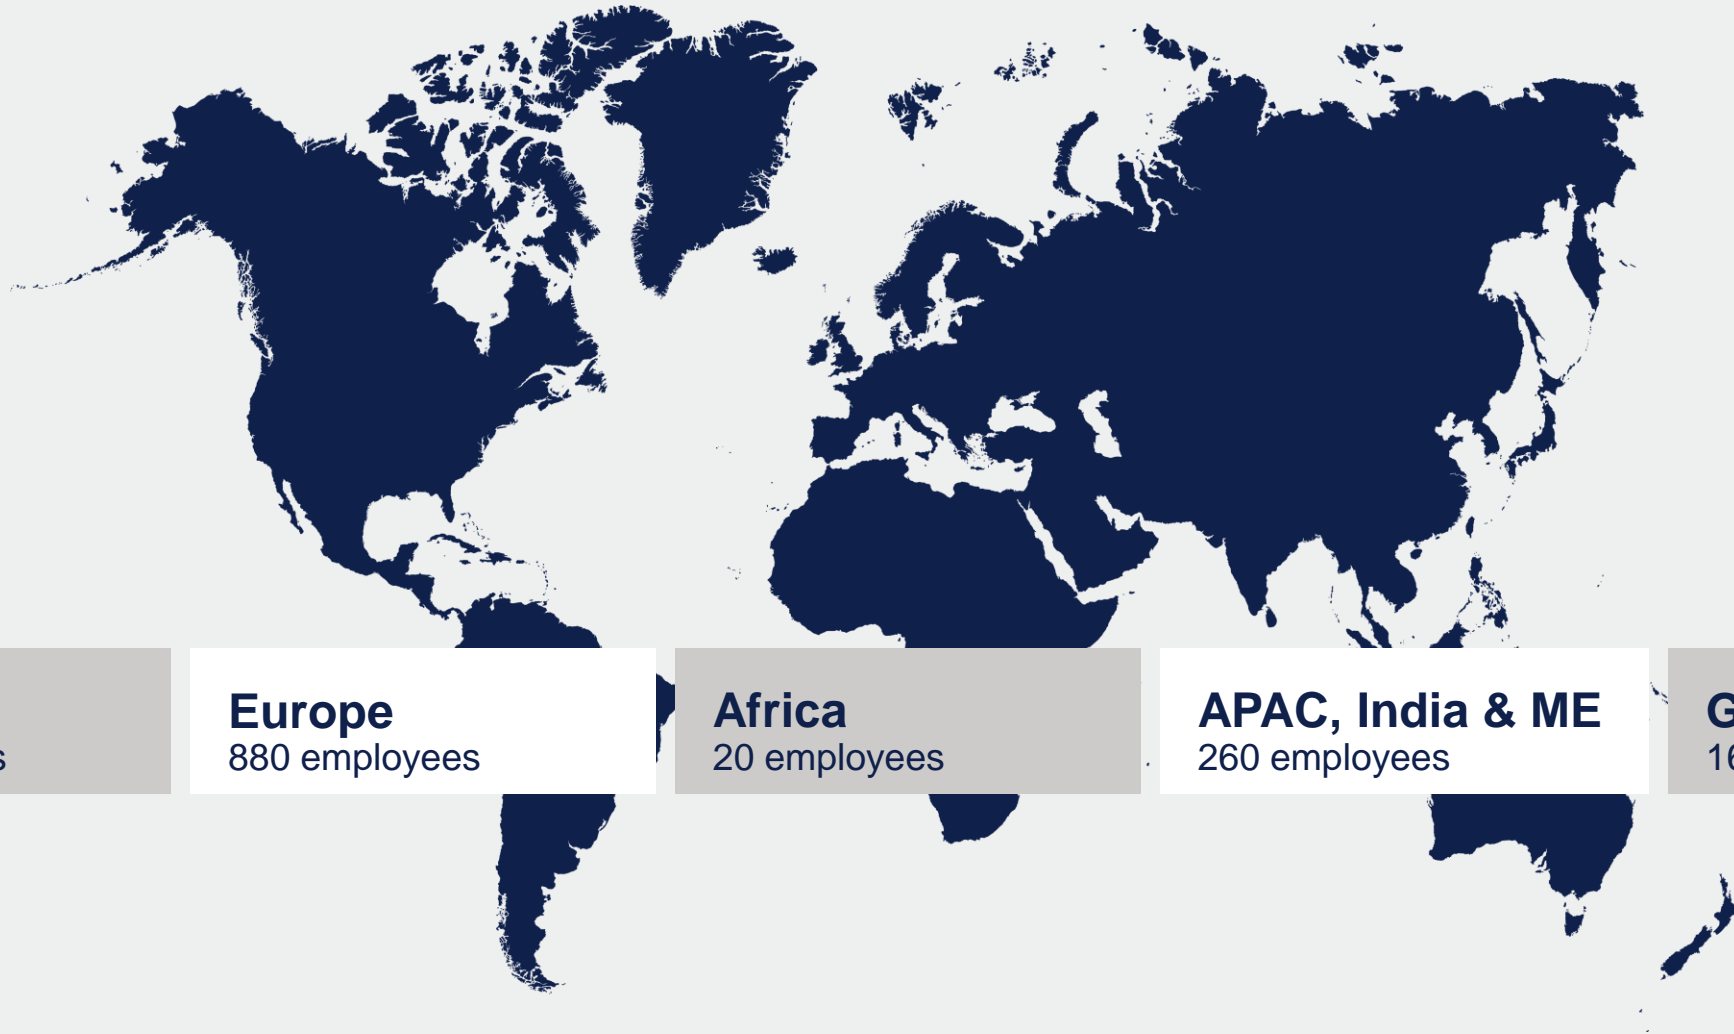 Europe
880 employees
Africa
20 employees
APAC, India & ME
260 employees